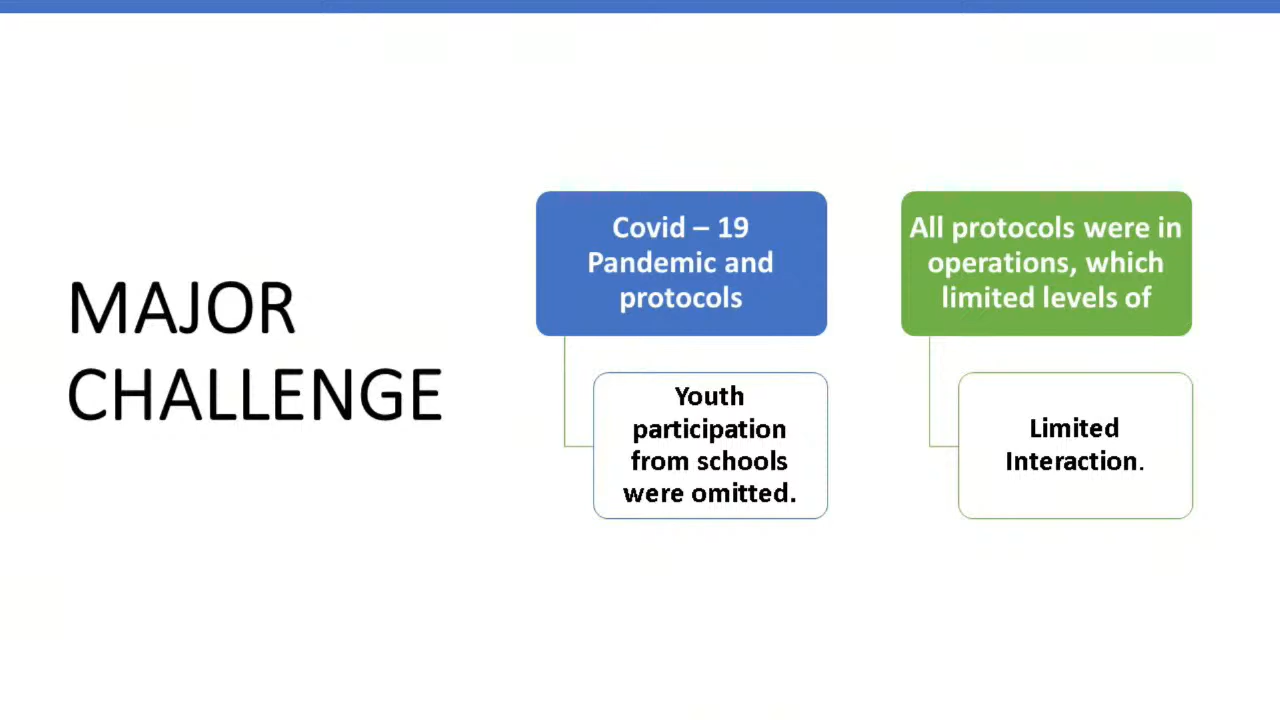 MAJOR
CHALLENGE
Covid – 19
Pandemic and
protocols
Youth
participation
from schools
were omitted.
All protocols were in
operations, which
limited levels of
Limited
Interaction.